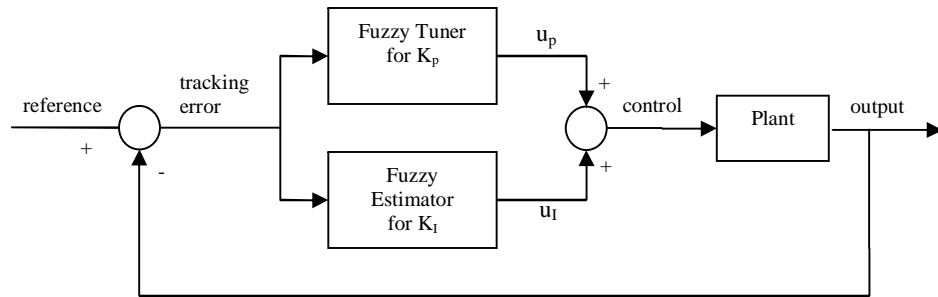 Fuzzy Tuner
for Kp
up
tracking
error
reference
+
-
+
control
Plant
output
+
Fuzzy
Estimator
for KI
uI